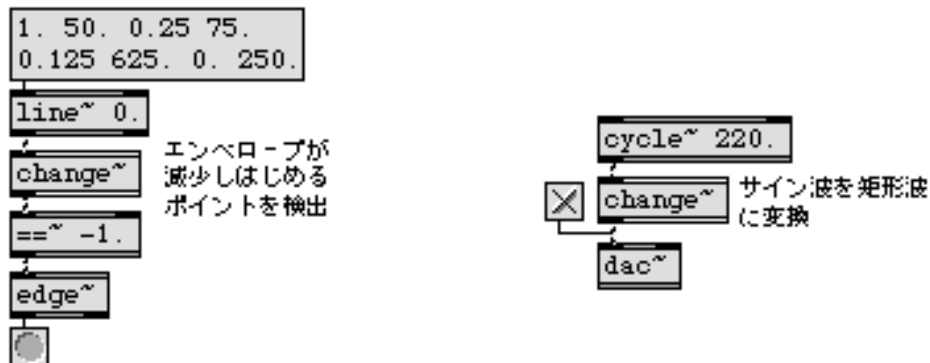 1. 50. 0.25 75.
0.125 625. 0. 250.
line~ 0.
change~
エンベロープが
減少しはじめる
ポイントを検出
==~ -1.
edge~
cycle~ 220.
change~
サイン波を矩形波
に変換
dac~